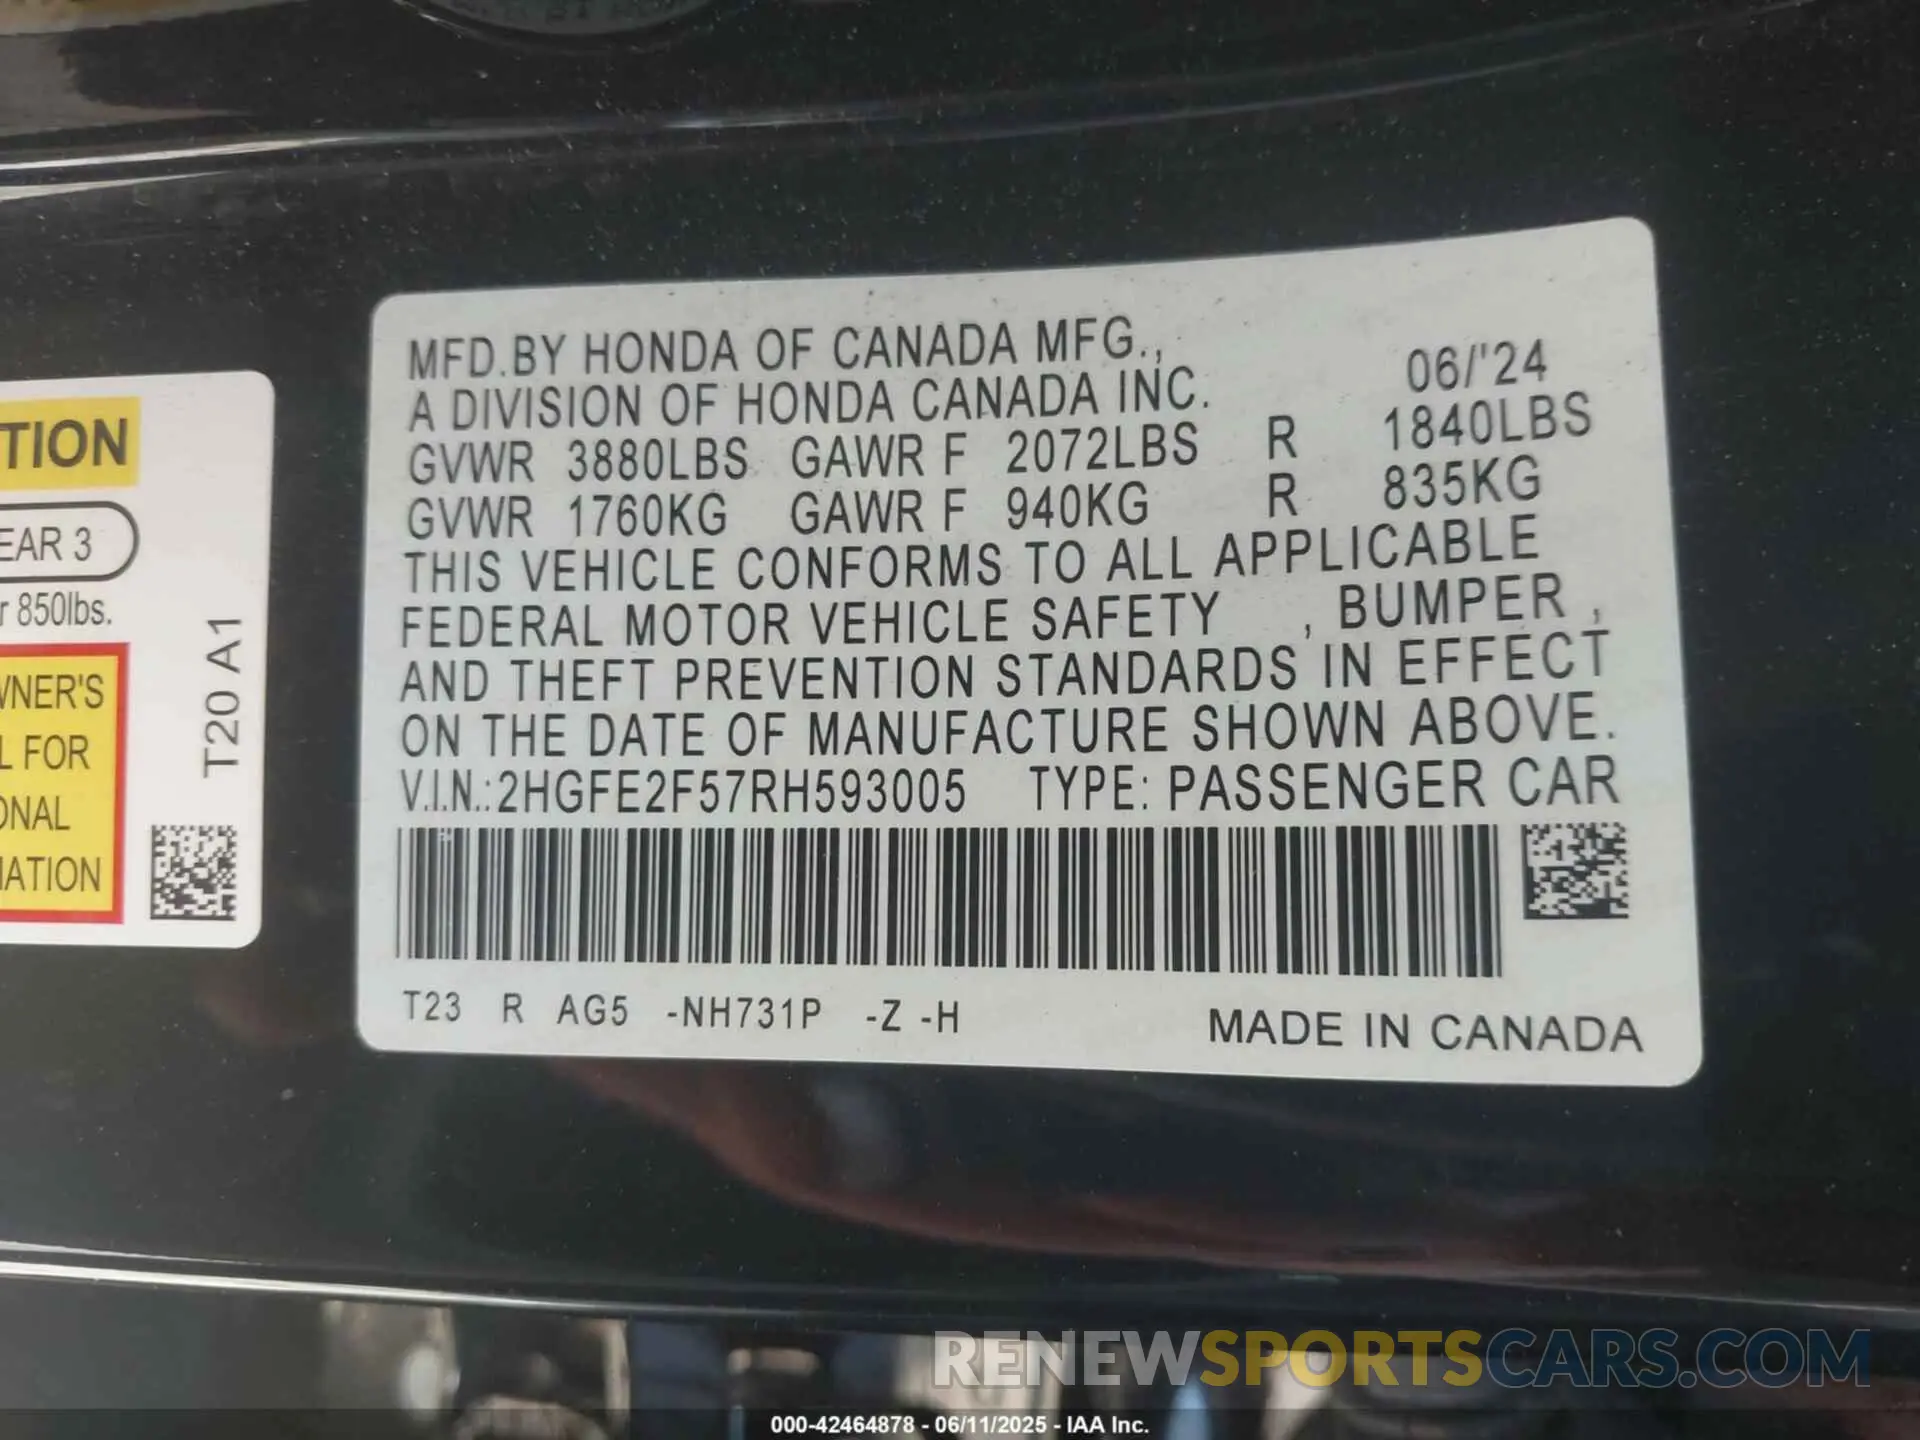 TION
EAR 3
r 850lbs.
WNER'S
L FOR
ONAL
MATION
T20 A1
MFD.BY HONDA OF CANADA MFG., 06/'24
A DIVISION OF HONDA CANADA INC.
GVWR 3880LBS GAWR F 2072LBS R 1840LBS
GVWR 1760KG GAWR F 940KG R 835KG
THIS VEHICLE CONFORMS TO ALL APPLICABLE
FEDERAL MOTOR VEHICLE SAFETY , BUMPER ,
AND THEFT PREVENTION STANDARDS IN EFFECT
ON THE DATE OF MANUFACTURE SHOWN ABOVE.
V.I.N.:2HGFE2F57RH593005 TYPE: PASSENGER CAR
T23 R AG5 -NH731P -Z -H MADE IN CANADA
RENEWSPORTSCARS.COM
000-42464878 - 06/11/2025 - IAA Inc.